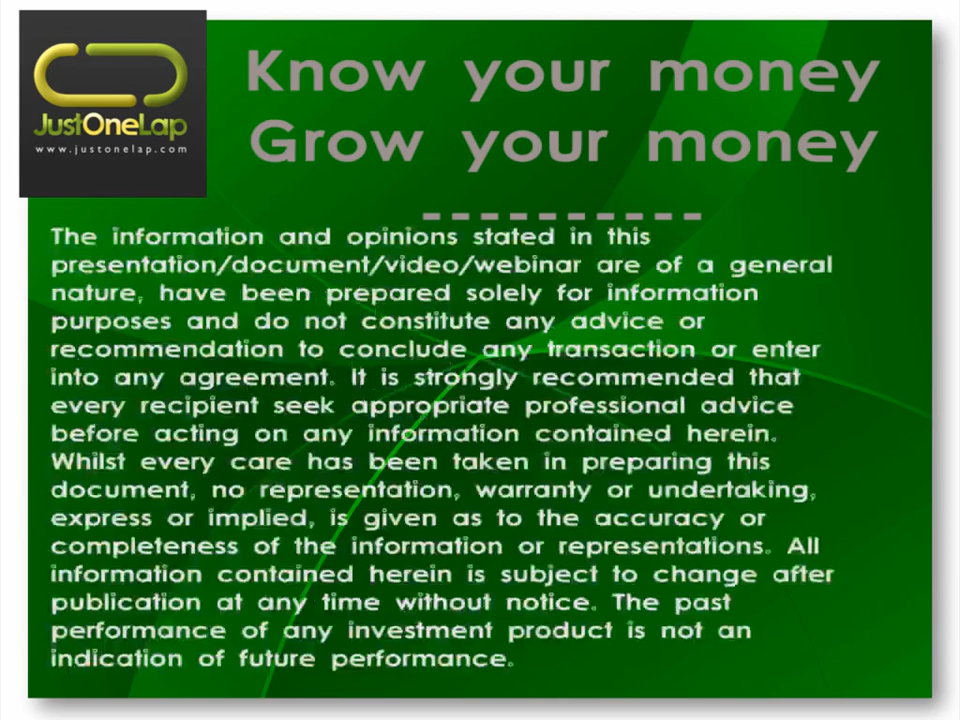 JustOneLap
www.justonelap.com
Know your money
Grow your money
----------
The information and opinions stated in this
presentation/document/video/webinar are of a general
nature, have been prepared solely for information
purposes and do not constitute any advice or
recommendation to conclude any transaction or enter
into any agreement. It is strongly recommended that
every recipient seek appropriate professional advice
before acting on any information contained herein.
Whilst every care has been taken in preparing this
document, no representation, warranty or undertaking,
express or implied, is given as to the accuracy or
completeness of the information or representations. All
information contained herein is subject to change after
publication at any time without notice. The past
performance of any investment product is not an
indication of future performance.